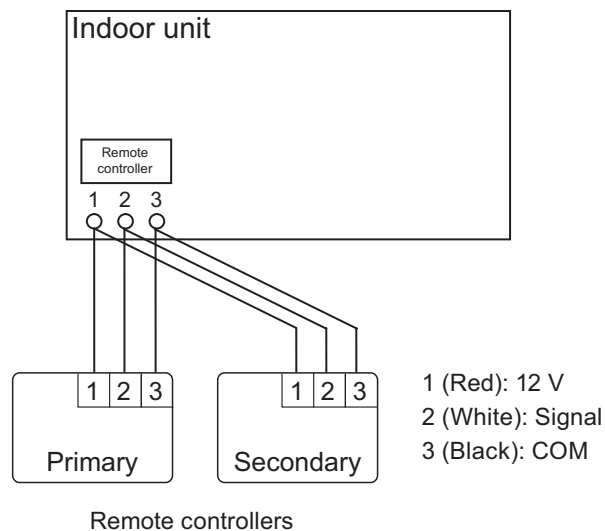 Indoor unit
Remote
controller
1 2 3
1 2 3
Primary
1 2 3
Secondary
1 (Red): 12 V
2 (White): Signal
3 (Black): COM
Remote controllers